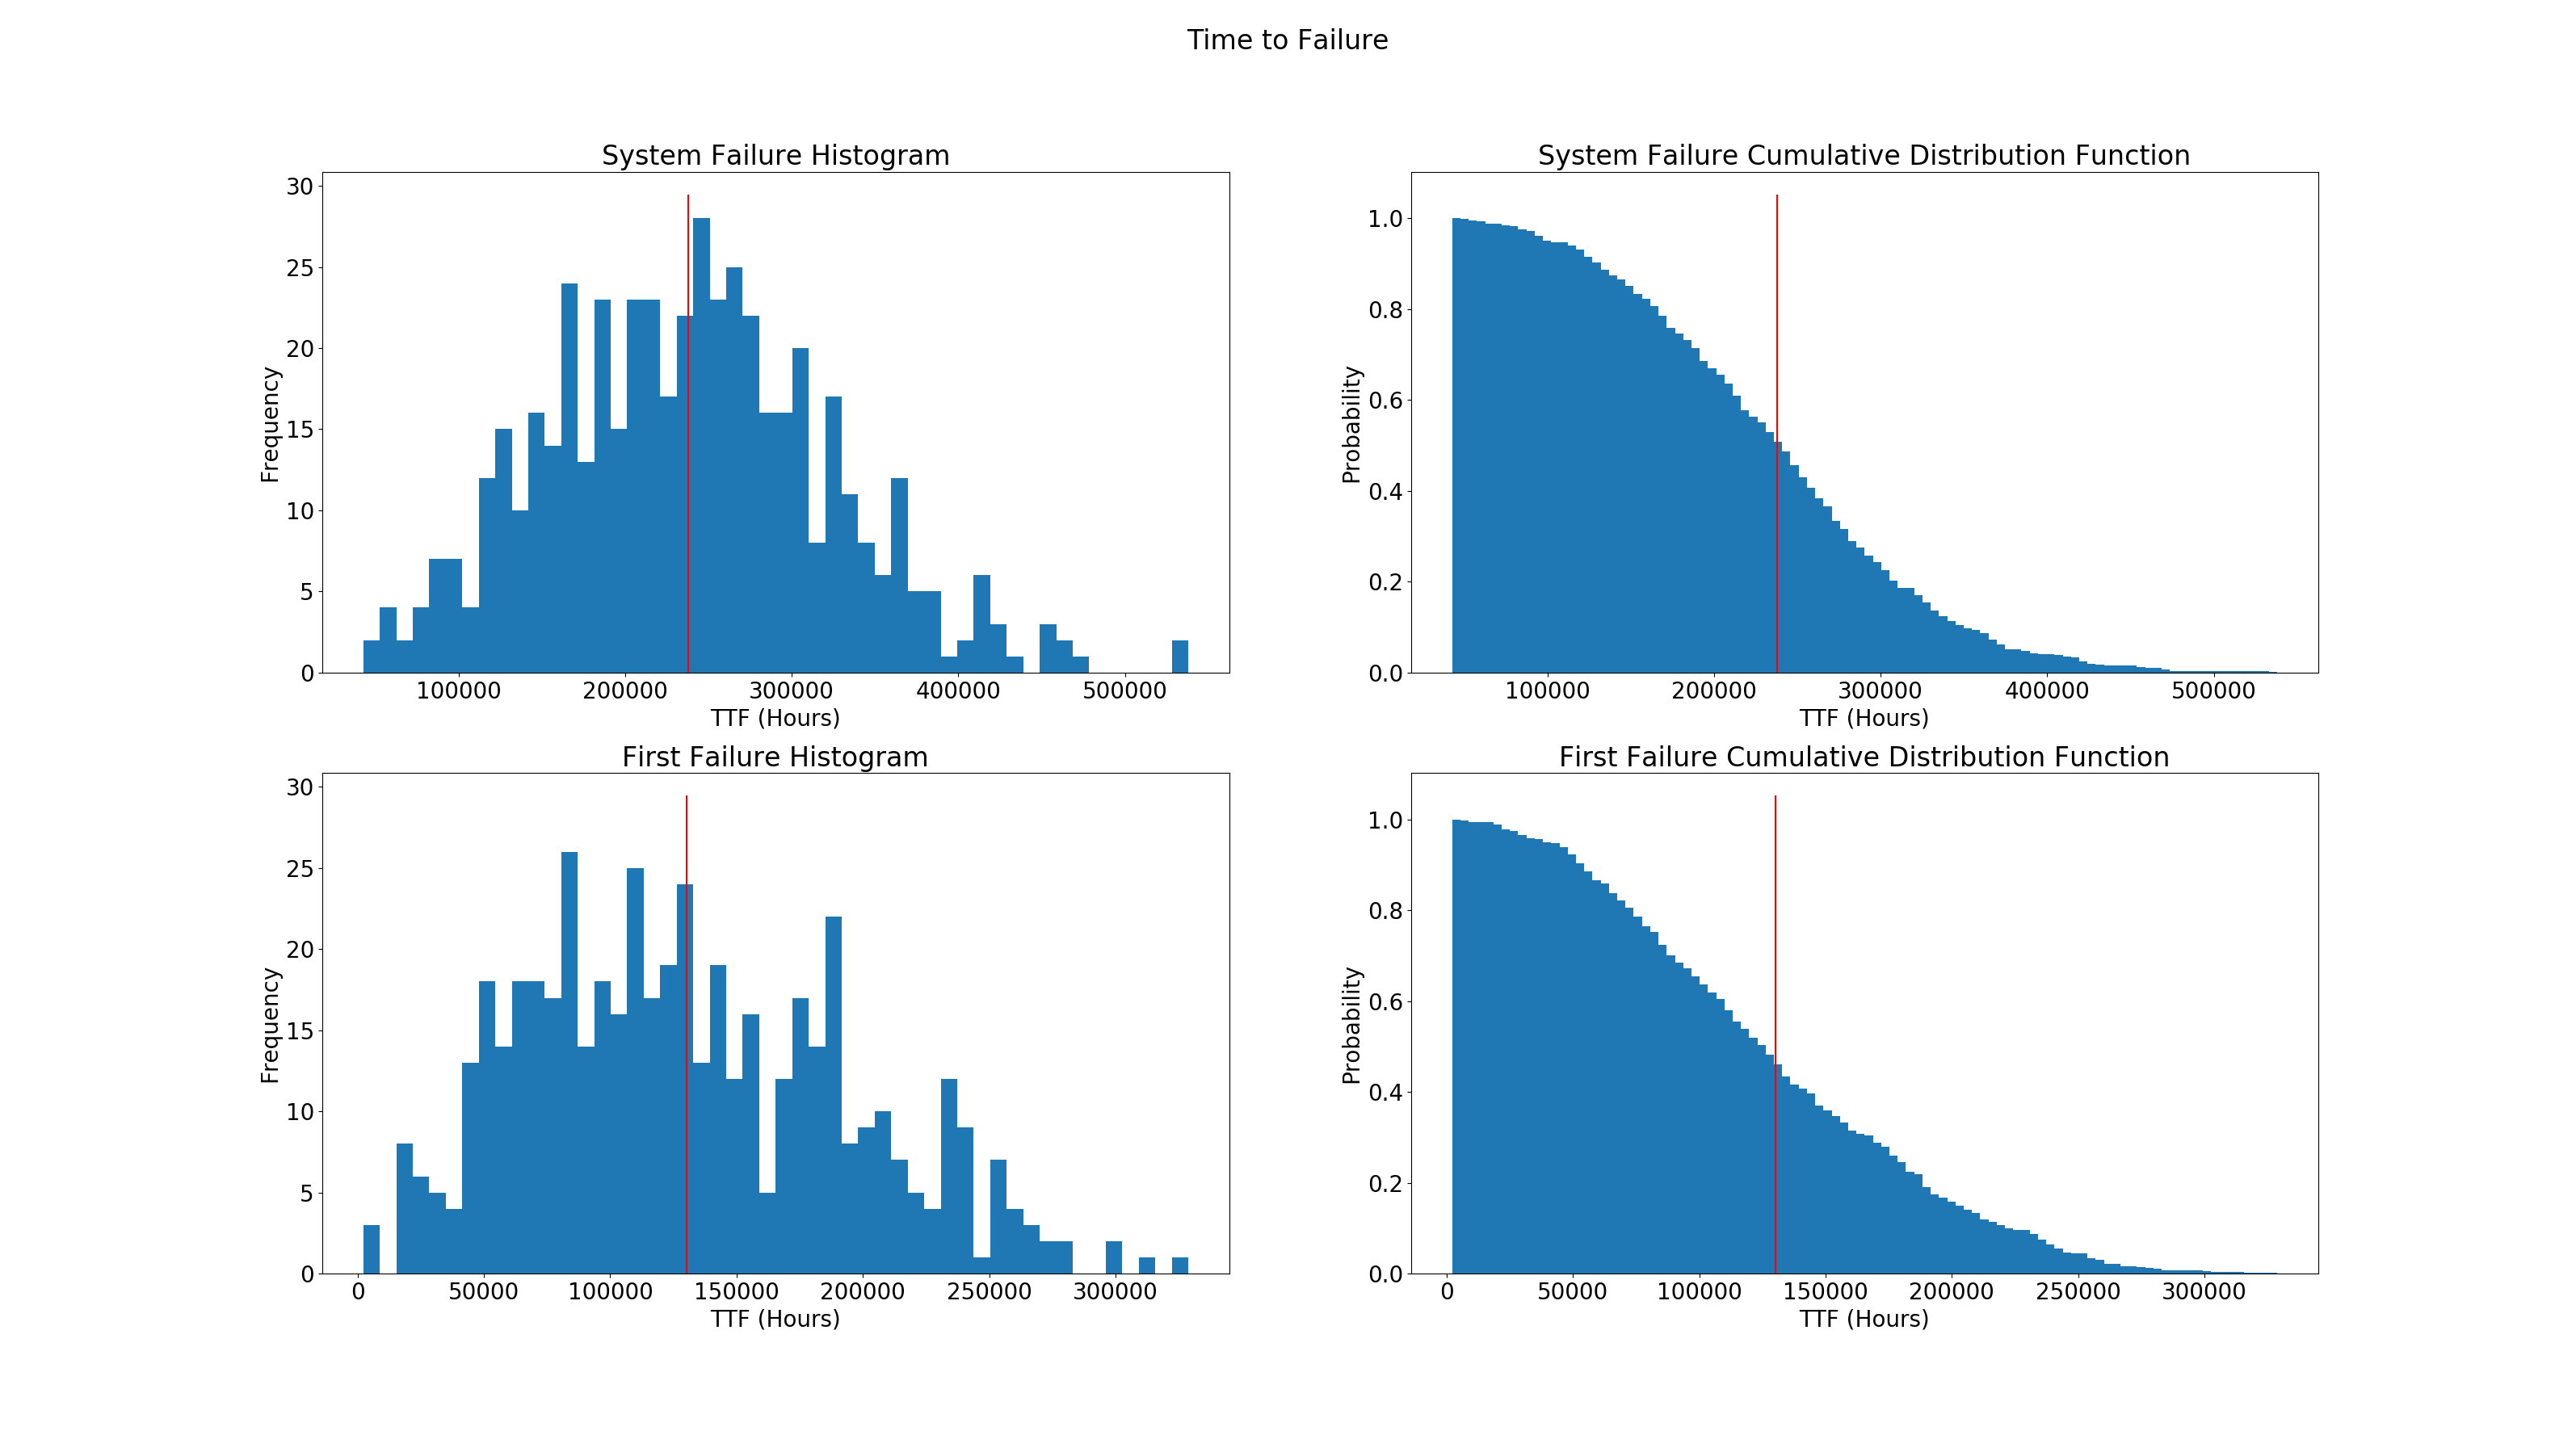 Time to Failure
System Failure Histogram
30
25
20
15
10
5
0
Frequency
100000 200000 300000 400000 500000
TTF (Hours)
System Failure Cumulative Distribution Function
1.0
0.8
0.6
0.4
0.2
0.0
Probability
100000 200000 300000 400000 500000
TTF (Hours)
First Failure Histogram
30
25
20
15
10
5
0
Frequency
0 50000 100000 150000 200000 250000 300000
TTF (Hours)
First Failure Cumulative Distribution Function
1.0
0.8
0.6
0.4
0.2
0.0
Probability
0 50000 100000 150000 200000 250000 300000
TTF (Hours)